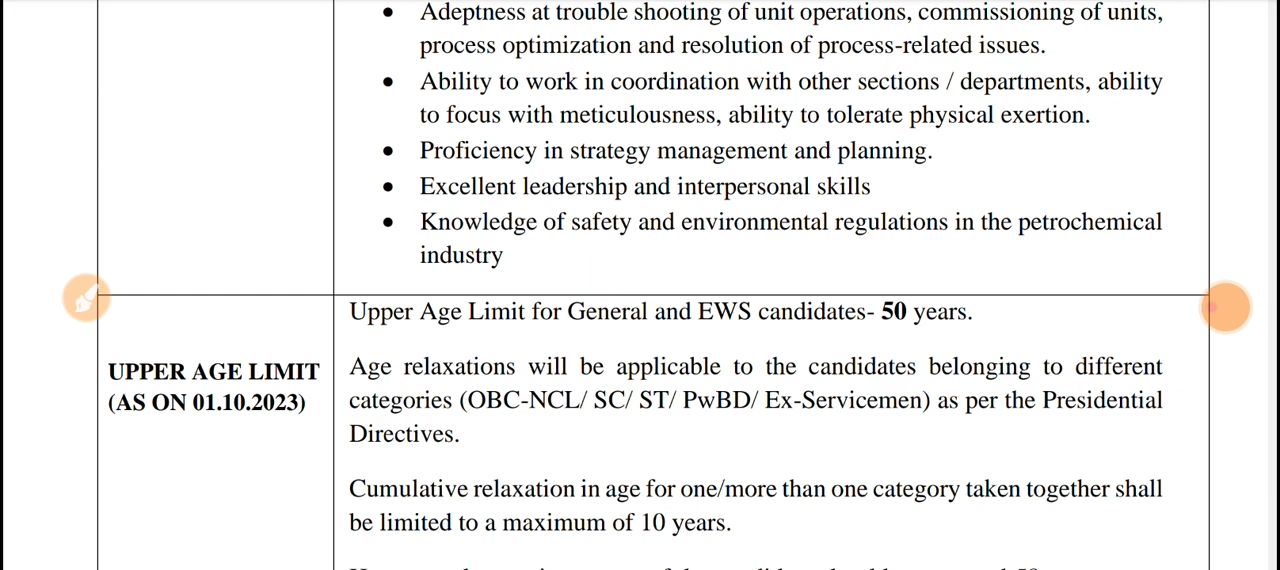 Adeptness at trouble shooting of unit operations, commissioning of units,
process optimization and resolution of process-related issues.
Ability to work in coordination with other sections / departments, ability
to focus with meticulousness, ability to tolerate physical exertion.
Proficiency in strategy management and planning.
Excellent leadership and interpersonal skills
Knowledge of safety and environmental regulations in the petrochemical
industry
UPPER AGE LIMIT
(AS ON 01.10.2023)
Upper Age Limit for General and EWS candidates- 50 years.
Age relaxations will be applicable to the candidates belonging to different
categories (OBC-NCL/ SC/ ST/ PwBD/ Ex-Servicemen) as per the Presidential
Directives.
Cumulative relaxation in age for one/more than one category taken together shall
be limited to a maximum of 10 years.